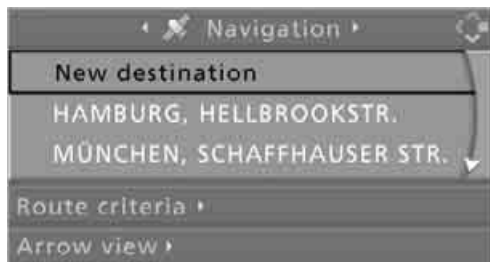 Navigation
New destination
HAMBURG, HELLBROOKSTR.
MÜNCHEN, SCHAFFHAUSER STR.
Route criteria
Arrow view